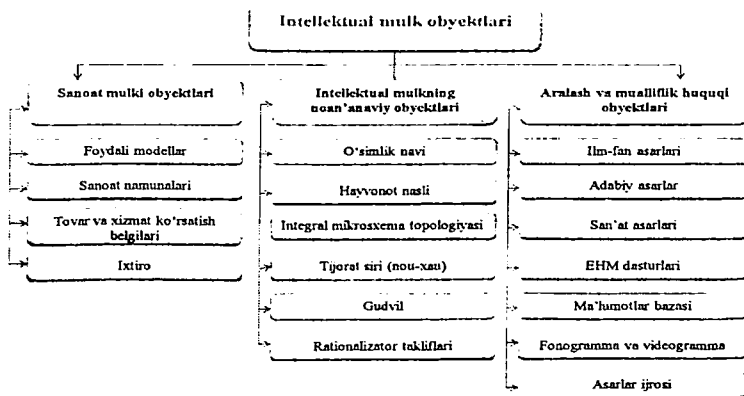 Intellektual mulk obyektlari
Sanoat mulki obyektlari
Foydali modellar
Sanoat namunalari
Tovar va xizmat ko‘rsatish
belgilari
Ixtiro
Intellektual mulkning
noan’anaviy obyektlari
O‘simlik navi
Hayvonot nasli
Integral mikrosxema topologiyasi
Tijorat siri (nou-xau)
Gudvil
Rationalizator takliflari
Aralash va mualliflik huquqi
obyektlari
Ilm-fan asarlari
Adabiy asarlar
San’at asarlari
EHM dasturlari
Ma’lumotlar bazasi
Fonogramma va videogramma
Asarlar ijrosi